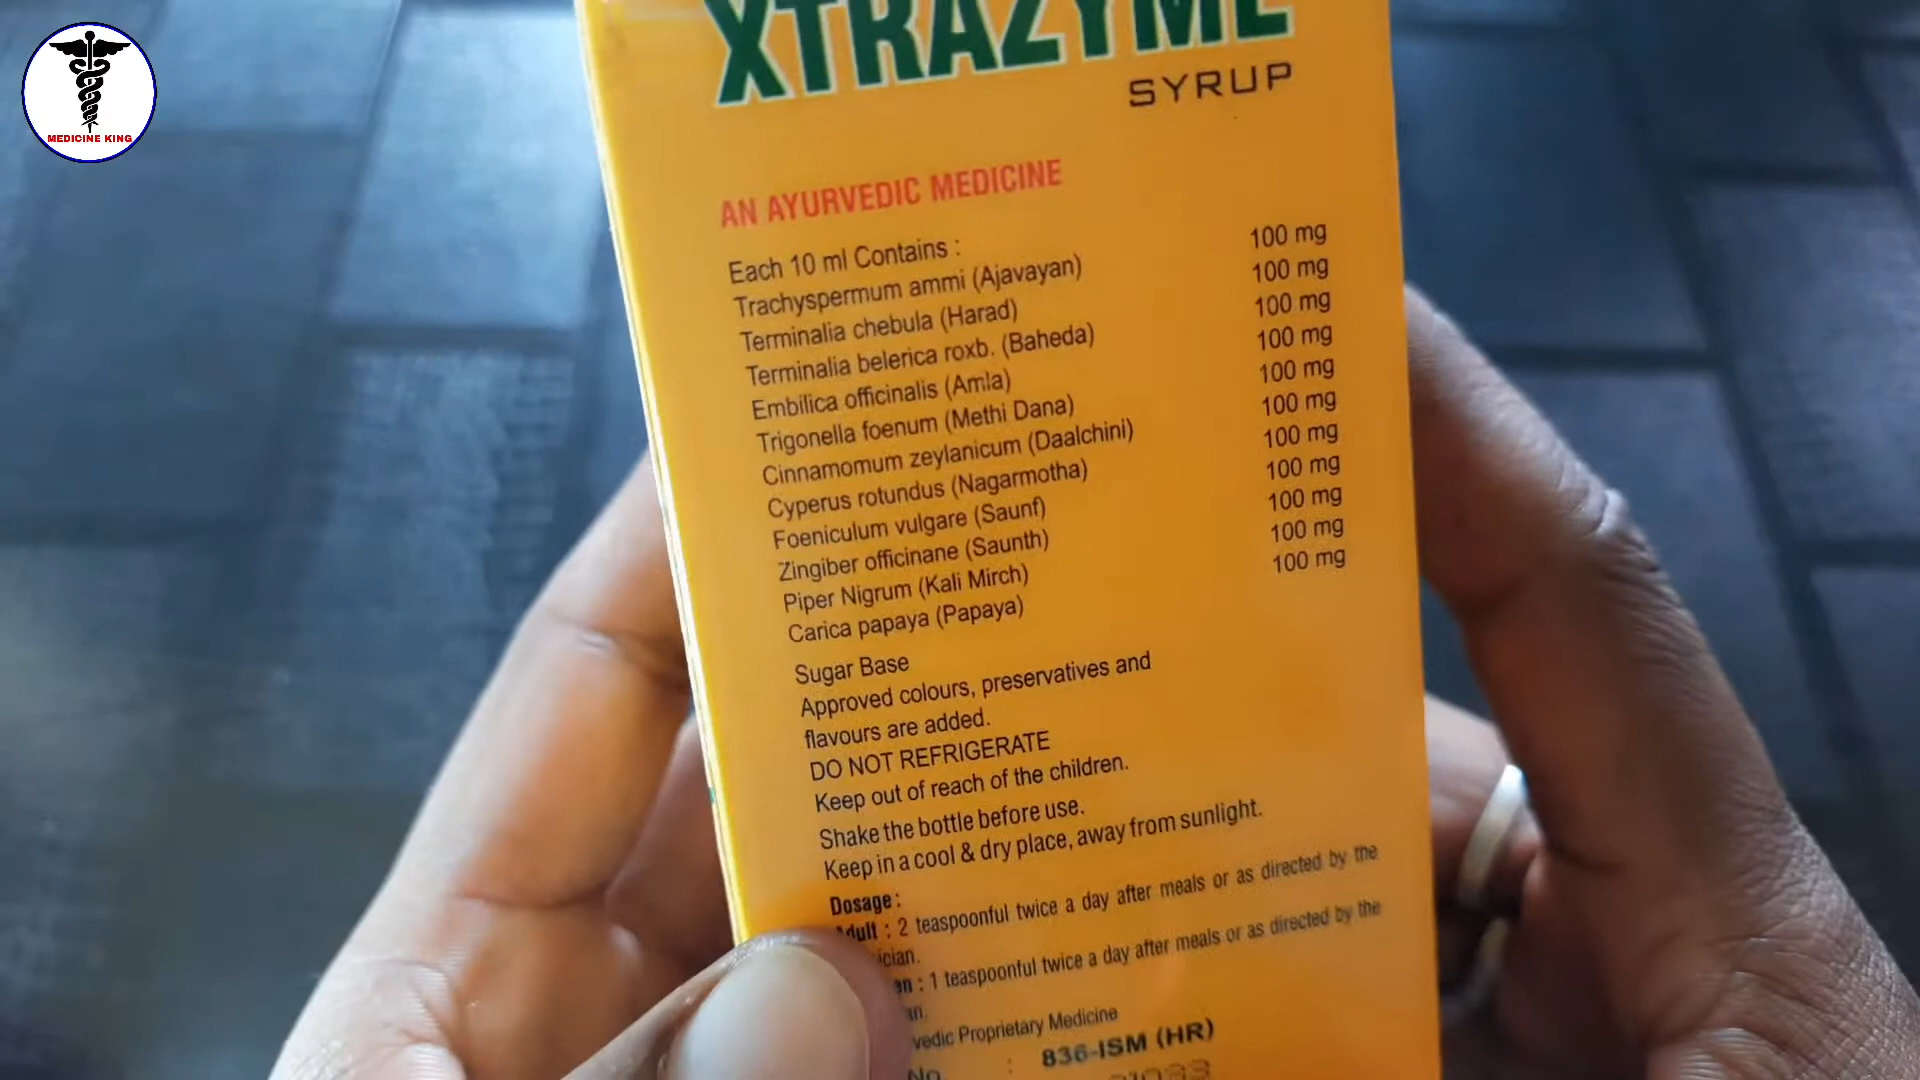 MEDICINE KING
XTRAZYME
SYRUP
AN AYURVEDIC MEDICINE
Each 10 ml Contains :
Trachyspermum ammi (Ajavayan) 100 mg
Terminalia chebula (Harad) 100 mg
Terminalia belerica roxb. (Baheda) 100 mg
Embilica officinalis (Amla) 100 mg
Trigonella foenum (Methi Dana) 100 mg
Cinnamomum zeylanicum (Daalchini) 100 mg
Cyperus rotundus (Nagarmotha) 100 mg
Foeniculum vulgare (Saunf) 100 mg
Zingiber officinane (Saunth) 100 mg
Piper Nigrum (Kali Mirch) 100 mg
Carica papaya (Papaya) 100 mg
Sugar Base
Approved colours, preservatives and
flavours are added.
DO NOT REFRIGERATE
Keep out of reach of the children.
Shake the bottle before use.
Keep in a cool & dry place, away from sunlight.
Dosage :
Adult : 2 teaspoonful twice a day after meals or as directed by the
ician.
en : 1 teaspoonful twice a day after meals or as directed by the
an.
vedic Proprietary Medicine
No : 836-ISM (HR)